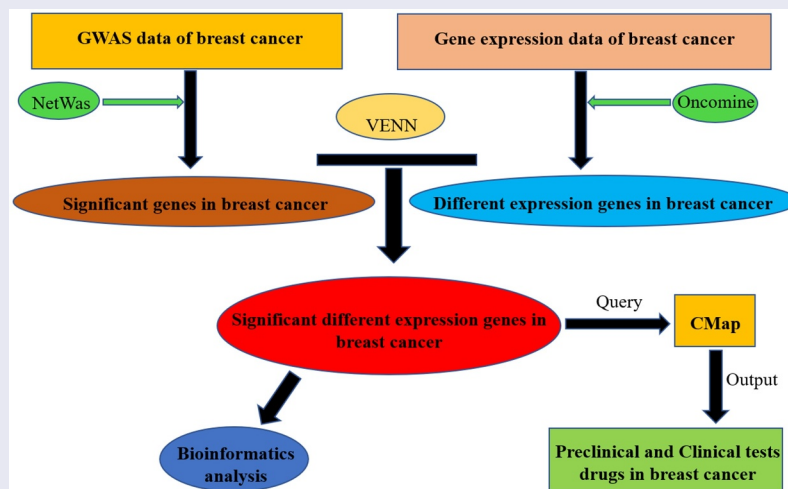 GWAS data of breast cancer
Gene expression data of breast cancer
NetWas
Oncomine
VENN
Significant genes in breast cancer
Different expression genes in breast cancer
Significant different expression genes in
breast cancer
Query
CMap
Output
Bioinformatics
analysis
Preclinical and Clinical tests
drugs in breast cancer